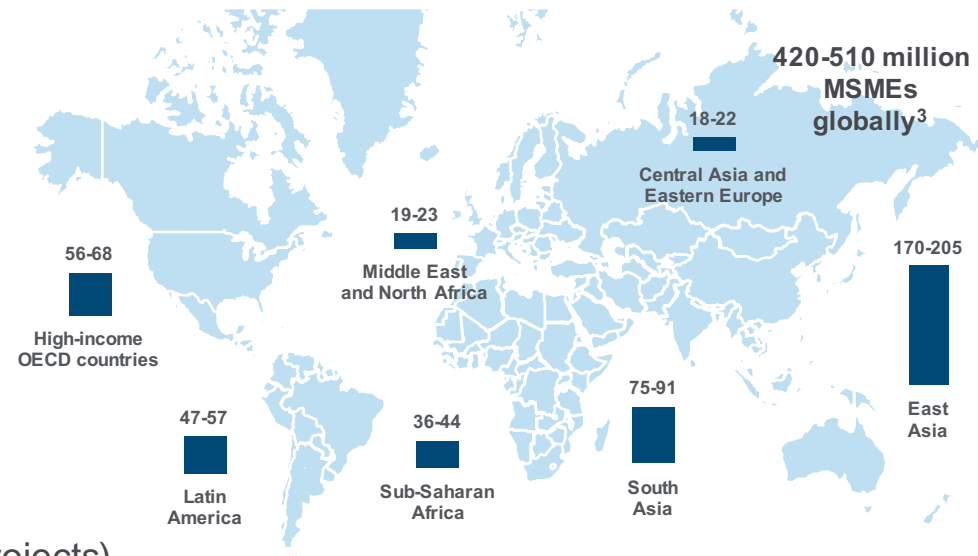 420-510 million
MSMEs
globally3
18-22
Central Asia and
Eastern Europe
19-23
Middle East
and North Africa
56-68
High-income
OECD countries
170-205
East
Asia
47-57
Latin
America
36-44
Sub-Saharan
Africa
75-91
South
Asia
rojects)